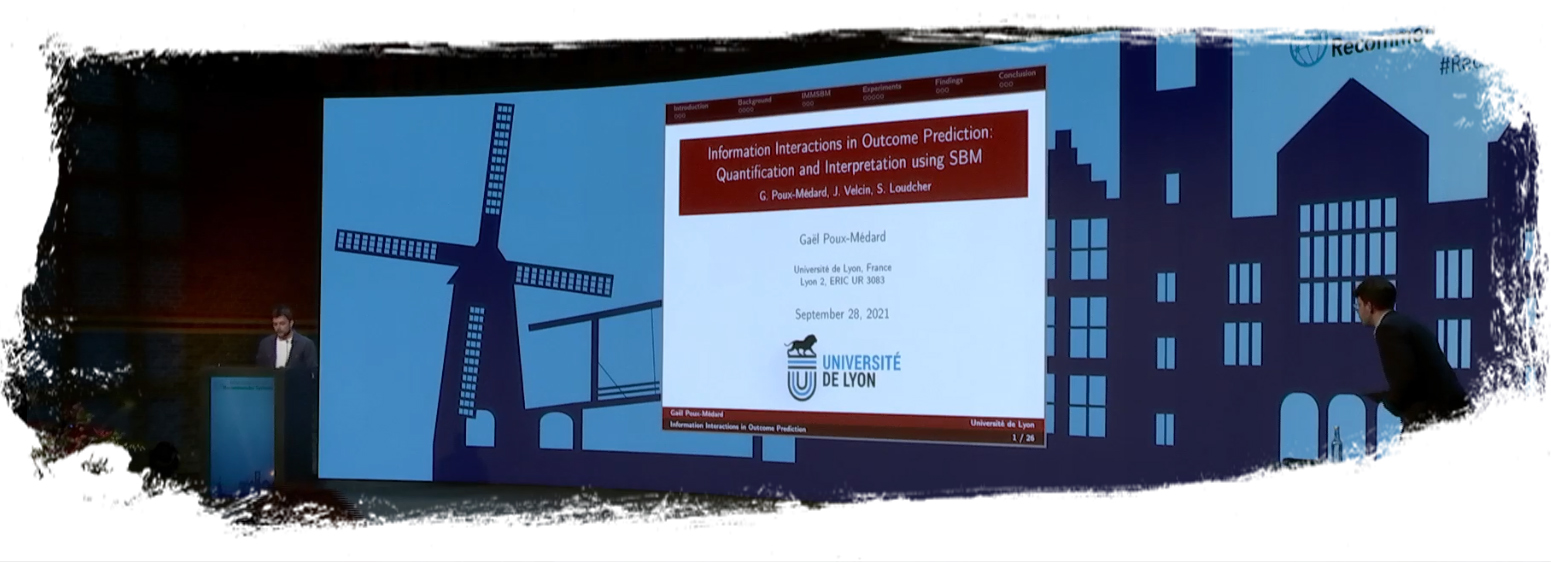 #R
Introduction Background IMMSBM Experiments Findings Conclusion
Information Interactions in Outcome Prediction:
Quantification and Interpretation using SBM
G. Poux-Médard, J. Velcin, S. Loudcher
Gaël Poux-Médard
Université de Lyon, France
Lyon 2, ERIC UR 3083
September 28, 2021
UNIVERSITÉ
DE LYON
Gaël Poux-Médard Université de Lyon
Information Interactions in Outcome Prediction 1 / 26